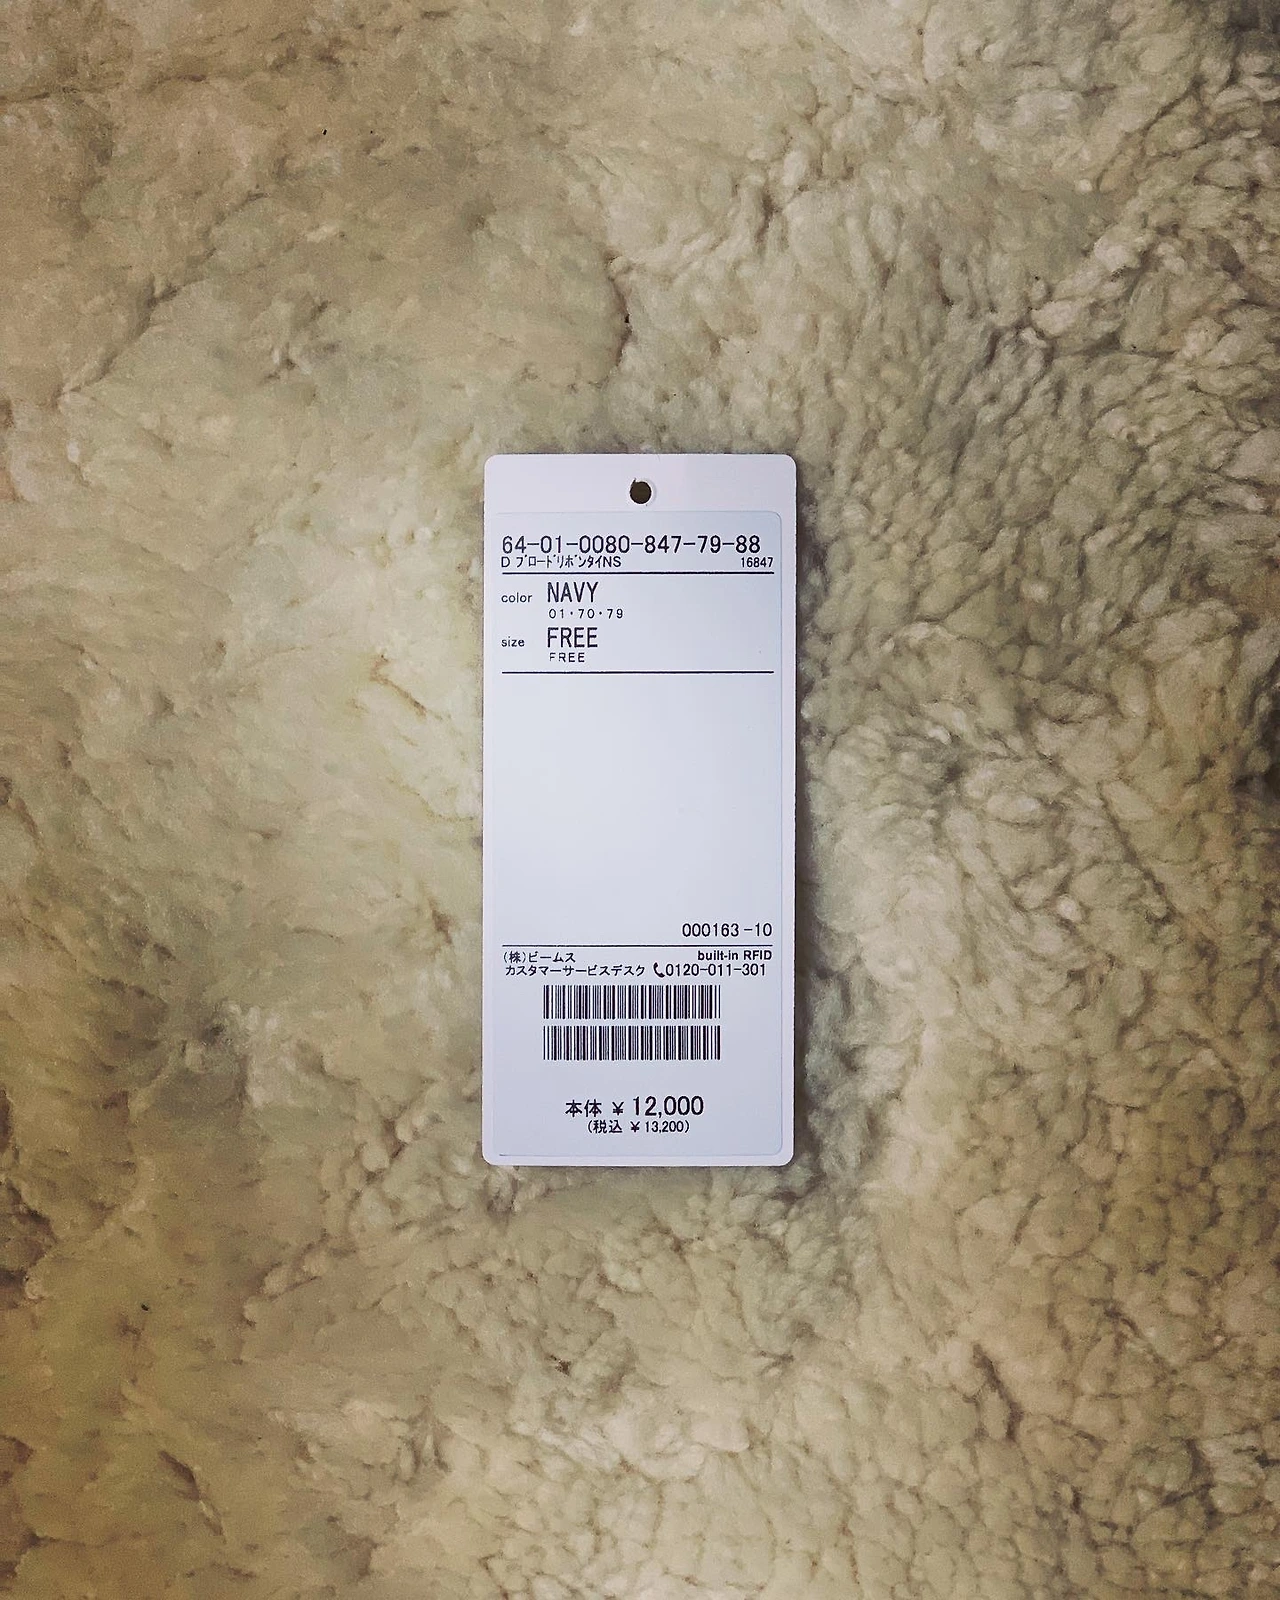 64-01-0080-847-79-88
D ﾌﾞﾛｰﾄﾞﾘﾎﾞﾝﾀｲNS 16847
color NAVY
01・70・79
size FREE
FREE
000163-10
(株)ビームス built-in RFID
カスタマーサービスデスク 0120-011-301
本体 ¥ 12,000
(税込 ¥ 13,200)